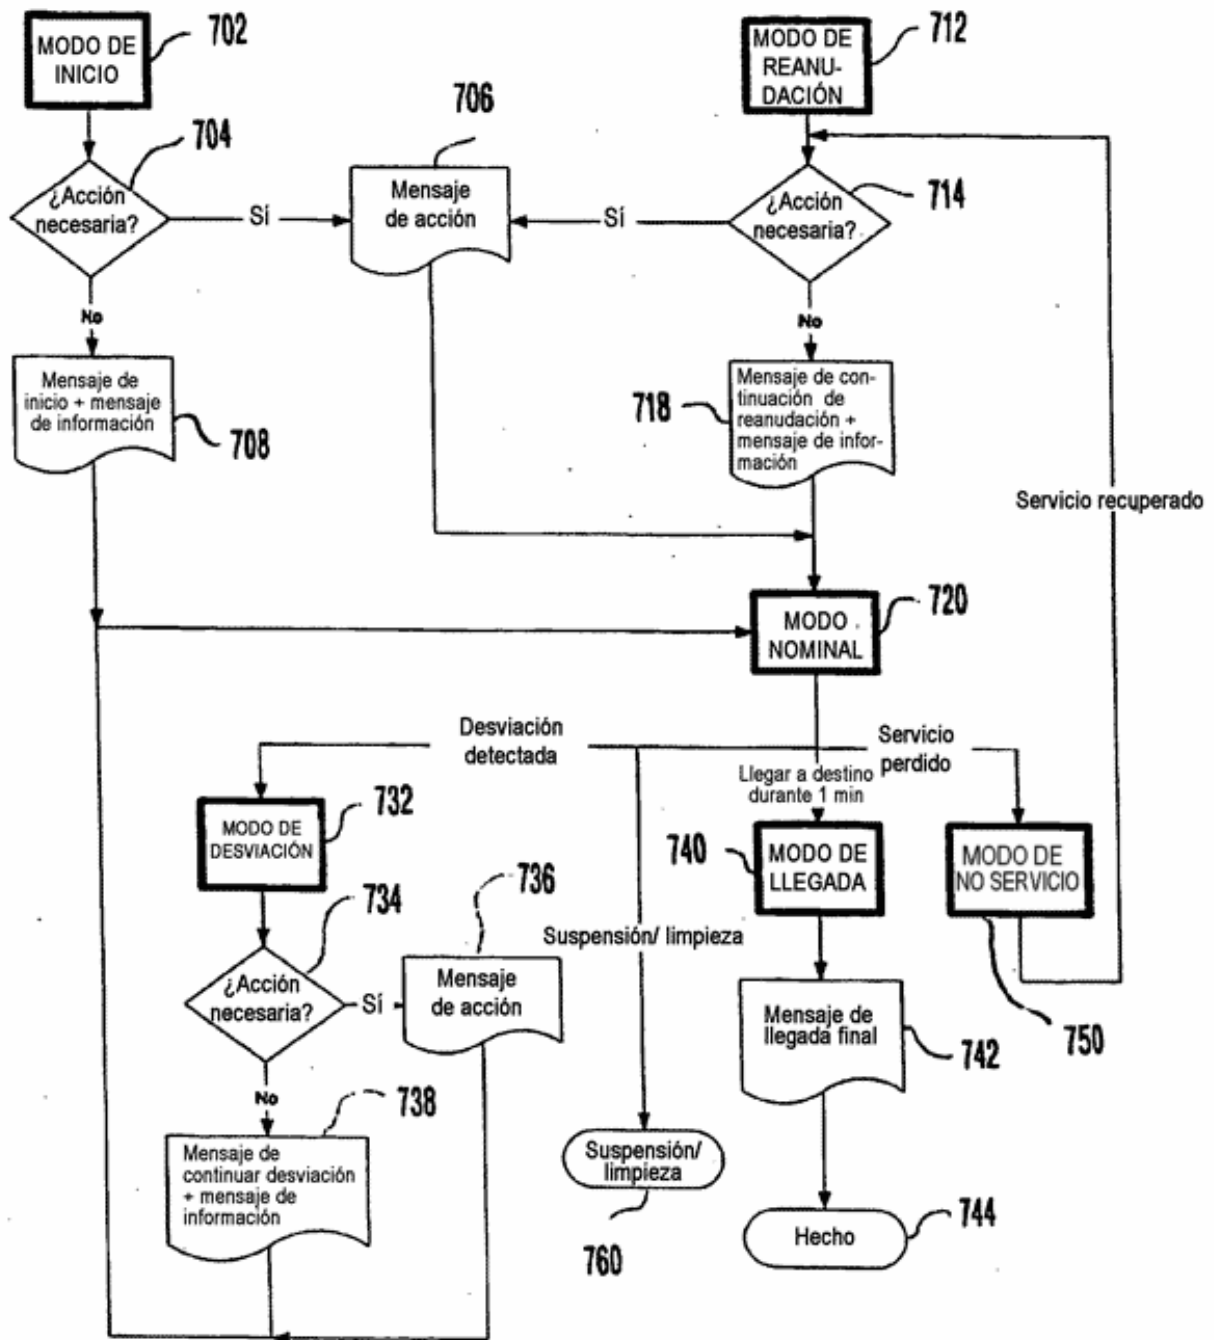 MODO DE
INICIO
702
MODO DE
REANU-
DACIÓN
712
704
706
¿Acción
necesaria?
Sí
Mensaje
de acción
Sí
¿Acción
necesaria?
714
No
No
Mensaje de
inicio + mensaje
de información
708
718
Mensaje de con-
tinuación de
reanudación +
mensaje de infor-
mación
Servicio recuperado
MODO
NOMINAL
720
Desviación
detectada
Servicio
perdido
Llegar a destino
durante 1 min
MODO DE
DESVIACIÓN
732
740
MODO DE
LLEGADA
MODO DE
NO SERVICIO
734
736
Suspensión/ limpieza
¿Acción
necesaria?
Sí
Mensaje
de acción
Mensaje de
llegada final
742
750
No
738
Mensaje de
continuar desviación
+ mensaje de
información
Suspensión/
limpieza
760
Hecho
744